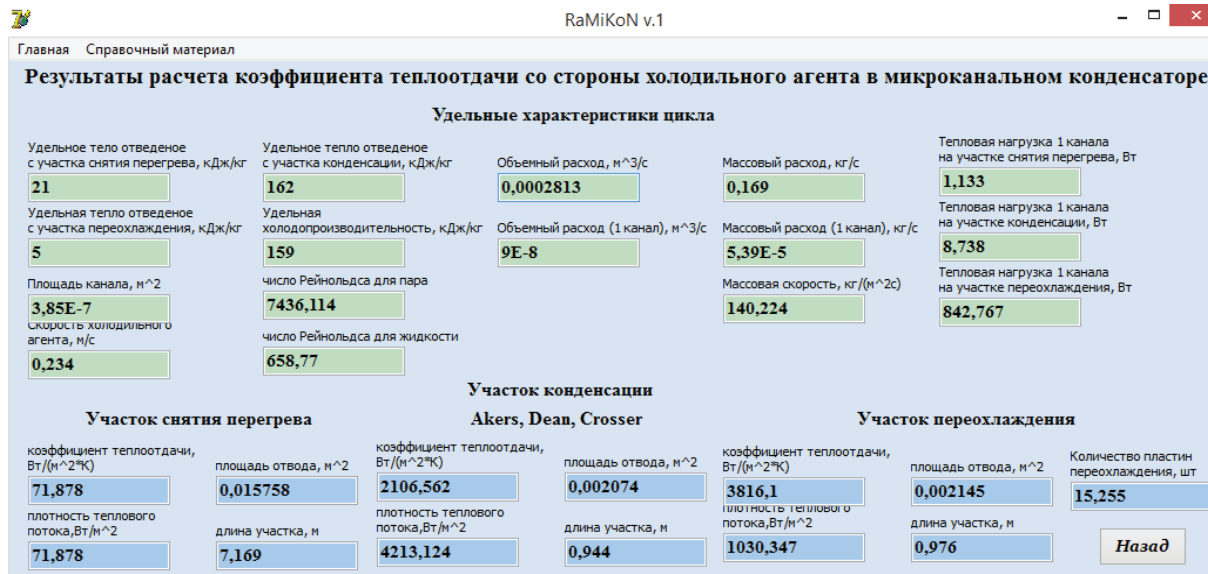 RaMiKoN v.1
Главная Справочный материал
Результаты расчета коэффициента теплоотдачи со стороны холодильного агента в микроканальном конденсаторе
Удельные характеристики цикла
Удельное тело отведеное
с участка снятия перегрева, кДж/кг
21
Удельное тепло отведеное
с участка конденсации, кДж/кг
162
Объемный расход, м^3/с
0,0002813
Массовый расход, кг/с
0,169
Тепловая нагрузка 1 канала
на участке снятия перегрева, Вт
1,133
Удельная тепло отведеное
с участка переохлаждения, кДж/кг
5
Удельная
холодопроизводительность, кДж/кг
159
Объемный расход (1 канал), м^3/с
9E-8
Массовый расход (1 канал), кг/с
5,39E-5
Тепловая нагрузка 1 канала
на участке конденсации, Вт
8,738
Площадь канала, м^2
3,85E-7
число Рейнольдса для пара
7436,114
Массовая скорость, кг/(м^2с)
140,224
Тепловая нагрузка 1 канала
на участке переохлаждения, Вт
842,767
Скорость холодильного
агента, м/с
0,234
число Рейнольдса для жидкости
658,77
Участок конденсации
Участок снятия перегрева
Akers, Dean, Crosser
Участок переохлаждения
коэффициент теплоотдачи,
Вт/(м^2*К)
71,878
площадь отвода, м^2
0,015758
коэффициент теплоотдачи,
Вт/(м^2*К)
2106,562
площадь отвода, м^2
0,002074
коэффициент теплоотдачи,
Вт/(м^2*К)
3816,1
площадь отвода, м^2
0,002145
Количество пластин
переохлаждения, шт
15,255
плотность теплового
потока,Вт/м^2
71,878
длина участка, м
7,169
плотность теплового
потока,Вт/м^2
4213,124
длина участка, м
0,944
плотность теплового
потока,Вт/м^2
1030,347
длина участка, м
0,976
Назад